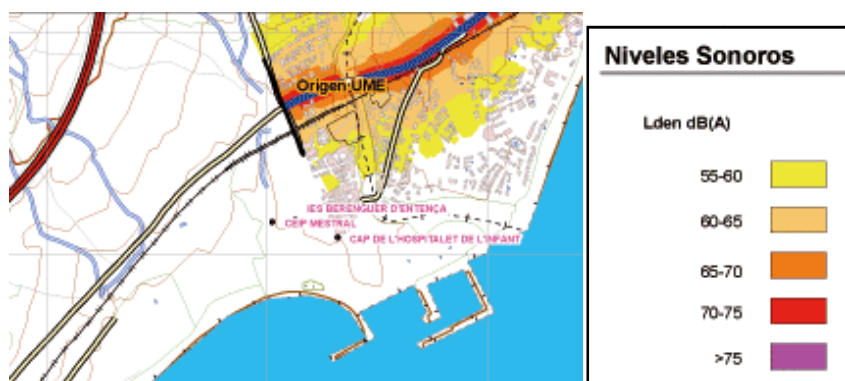 Origen UME
IES BERENGUER D'ENTENÇA
CEIP MESTRAL
CAP DE L'HOSPITALET DE L'INFANT
Niveles Sonoros
Lden dB(A)
55-60
60-65
65-70
70-75
>75